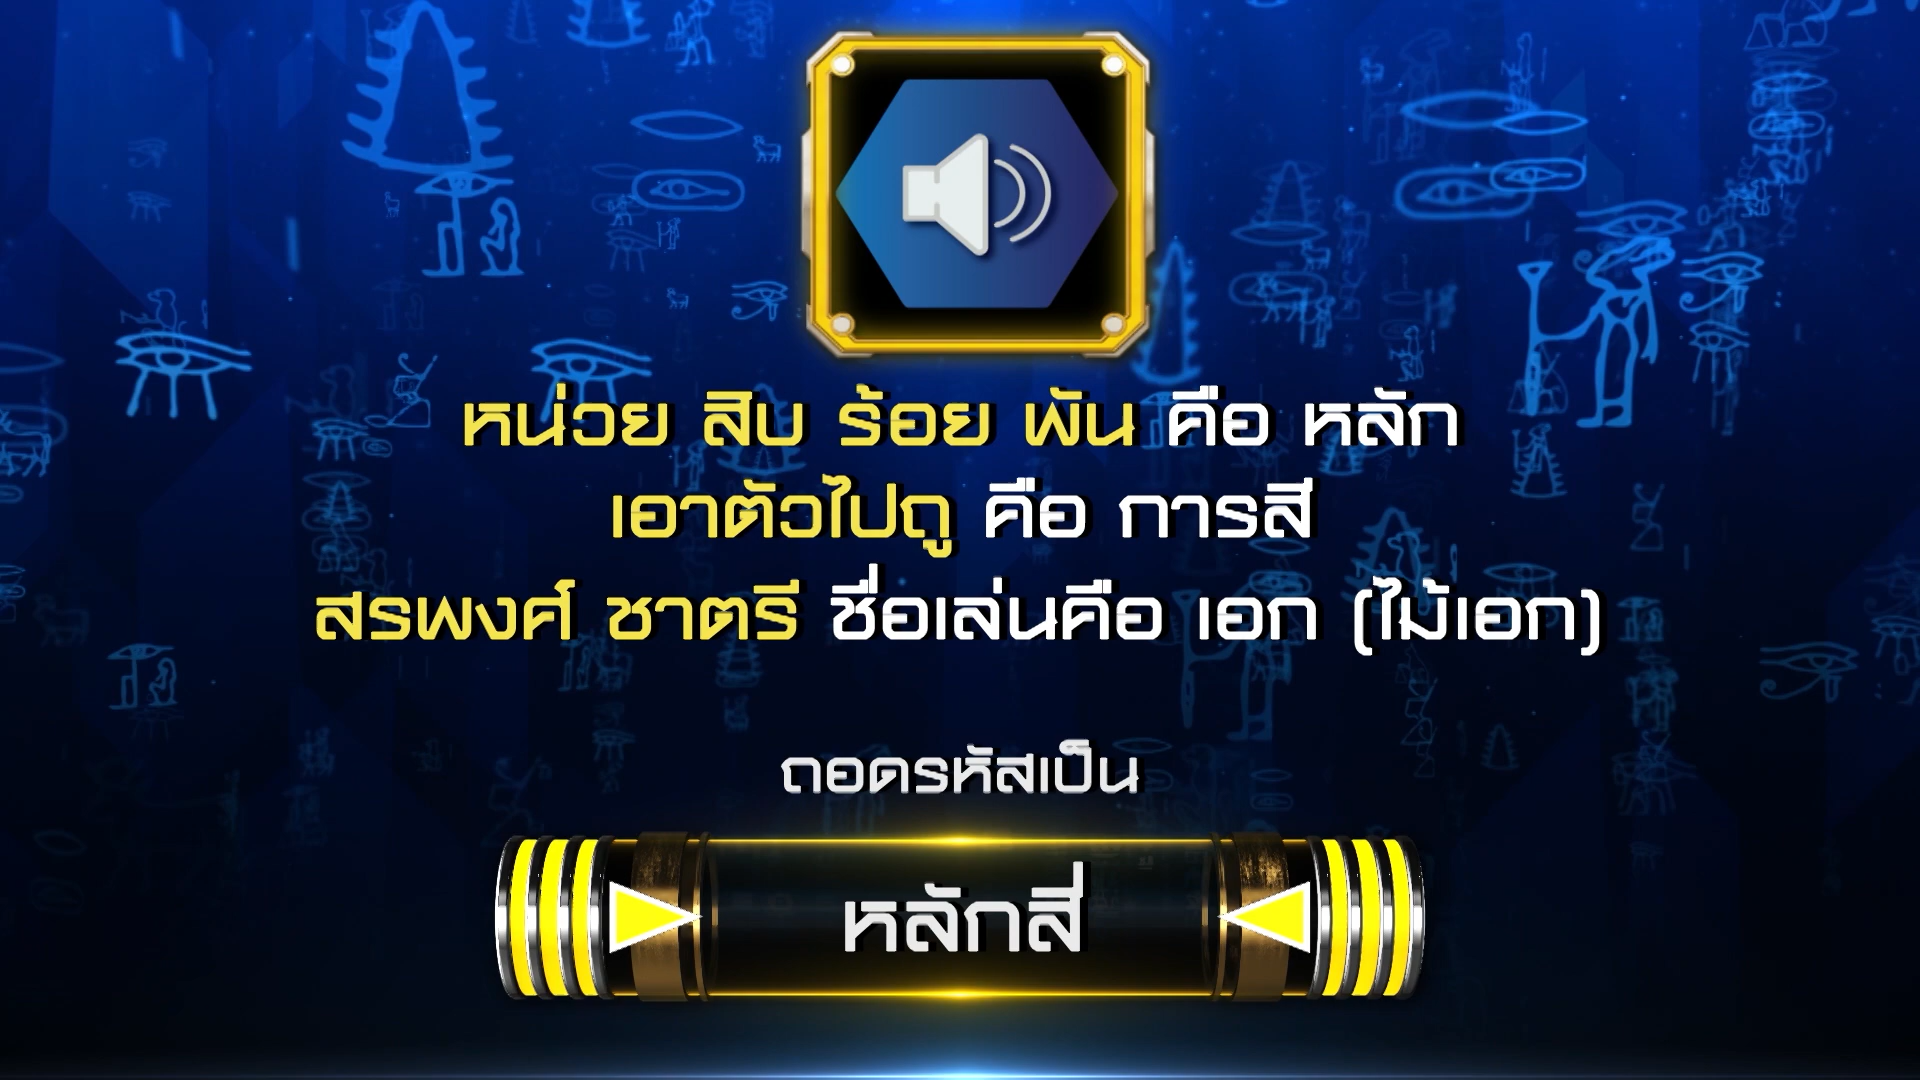 หน่วย สิบ ร้อย พัน คือ หลัก
เอาตัวไปถู คือ การสี
สรพงศ์ ชาตรี ชื่อเล่นคือ เอก (ไม้เอก)
ถอดรหัสเป็น
หลักสี่